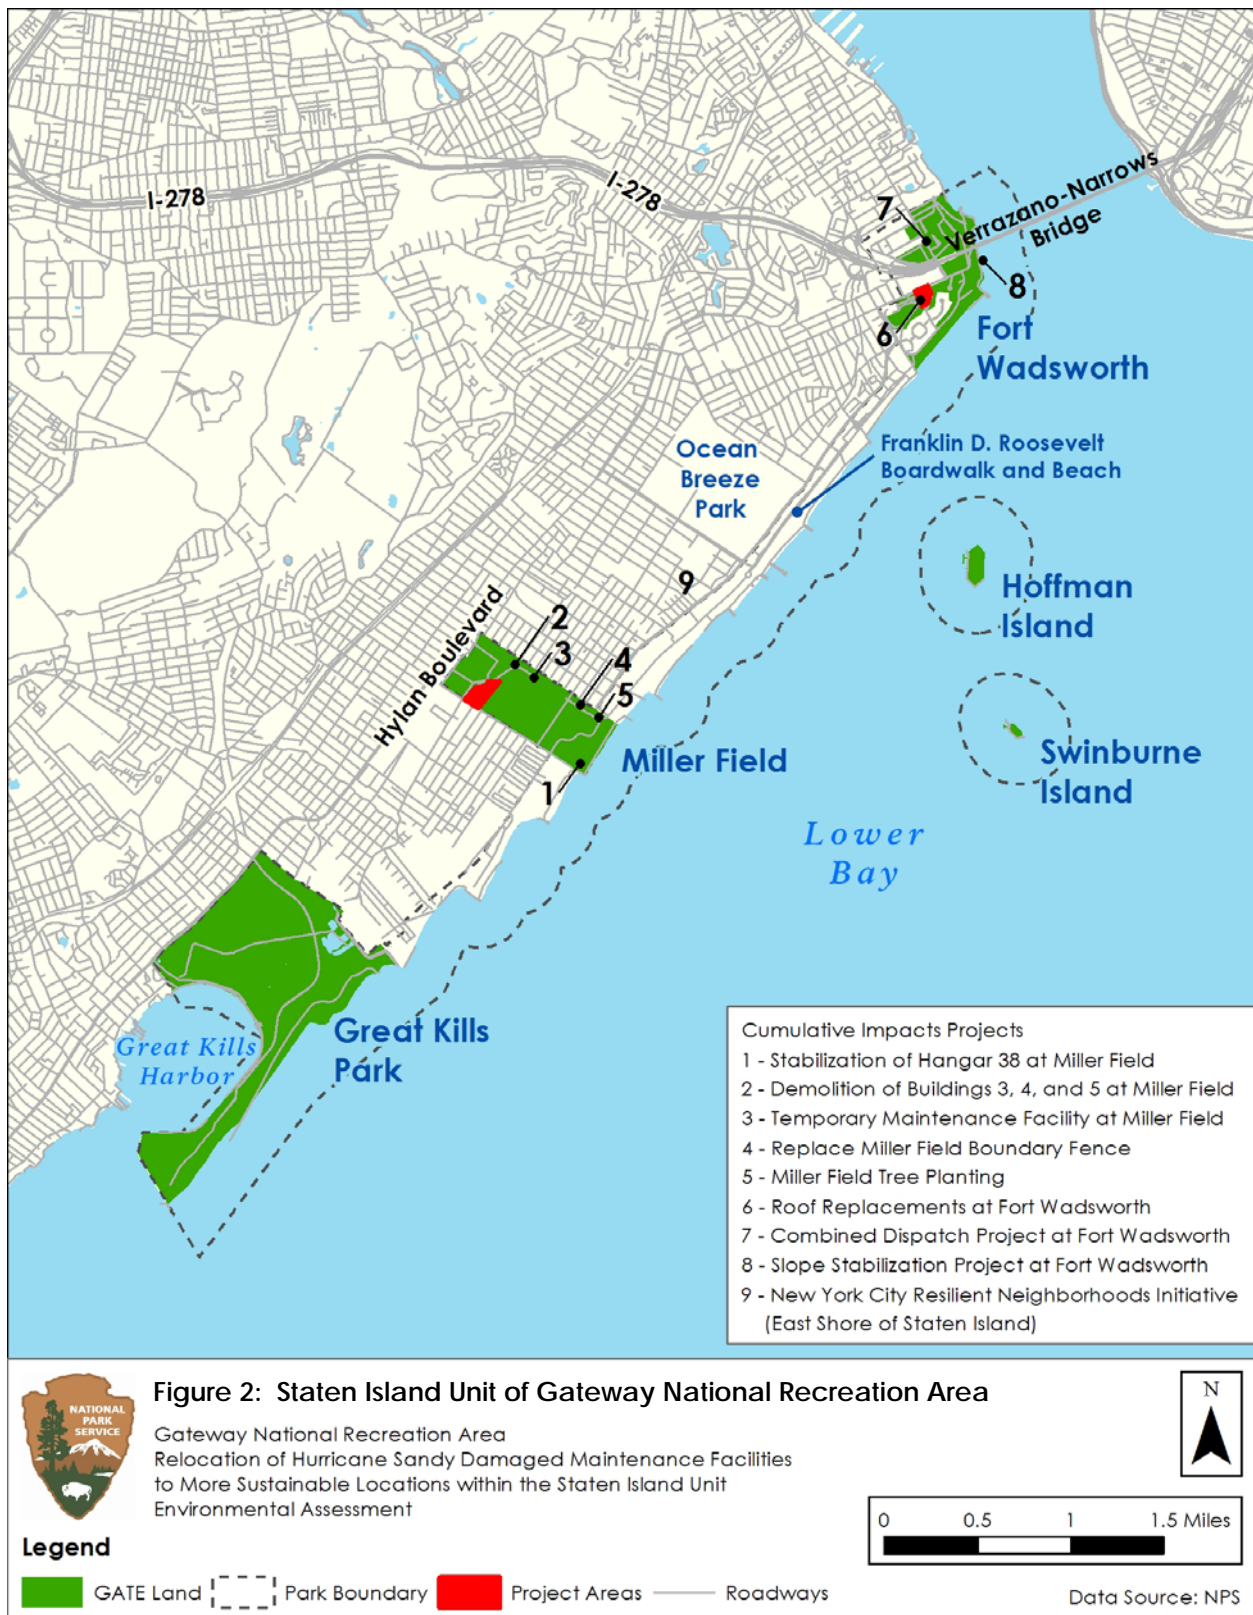 I-278
I-278
Verrazano-Narrows
Bridge
7
8
6
Fort
Wadsworth
Ocean
Breeze
Park
Franklin D. Roosevelt
Boardwalk and Beach
9
Hoffman
Island
Hylan Boulevard
2
3
4
5
1
Miller Field
Swinburne
Island
Lower
Bay
Great Kills
Park
Great Kills
Harbor
Cumulative Impacts Projects
1 - Stabilization of Hangar 38 at Miller Field
2 - Demolition of Buildings 3, 4, and 5 at Miller Field
3 - Temporary Maintenance Facility at Miller Field
4 - Replace Miller Field Boundary Fence
5 - Miller Field Tree Planting
6 - Roof Replacements at Fort Wadsworth
7 - Combined Dispatch Project at Fort Wadsworth
8 - Slope Stabilization Project at Fort Wadsworth
9 - New York City Resilient Neighborhoods Initiative
(East Shore of Staten Island)
NATIONAL
PARK
SERVICE
Figure 2: Staten Island Unit of Gateway National Recreation Area
Gateway National Recreation Area
Relocation of Hurricane Sandy Damaged Maintenance Facilities
to More Sustainable Locations within the Staten Island Unit
Environmental Assessment
N
0 0.5 1 1.5 Miles
Legend
GATE Land Park Boundary Project Areas Roadways
Data Source: NPS